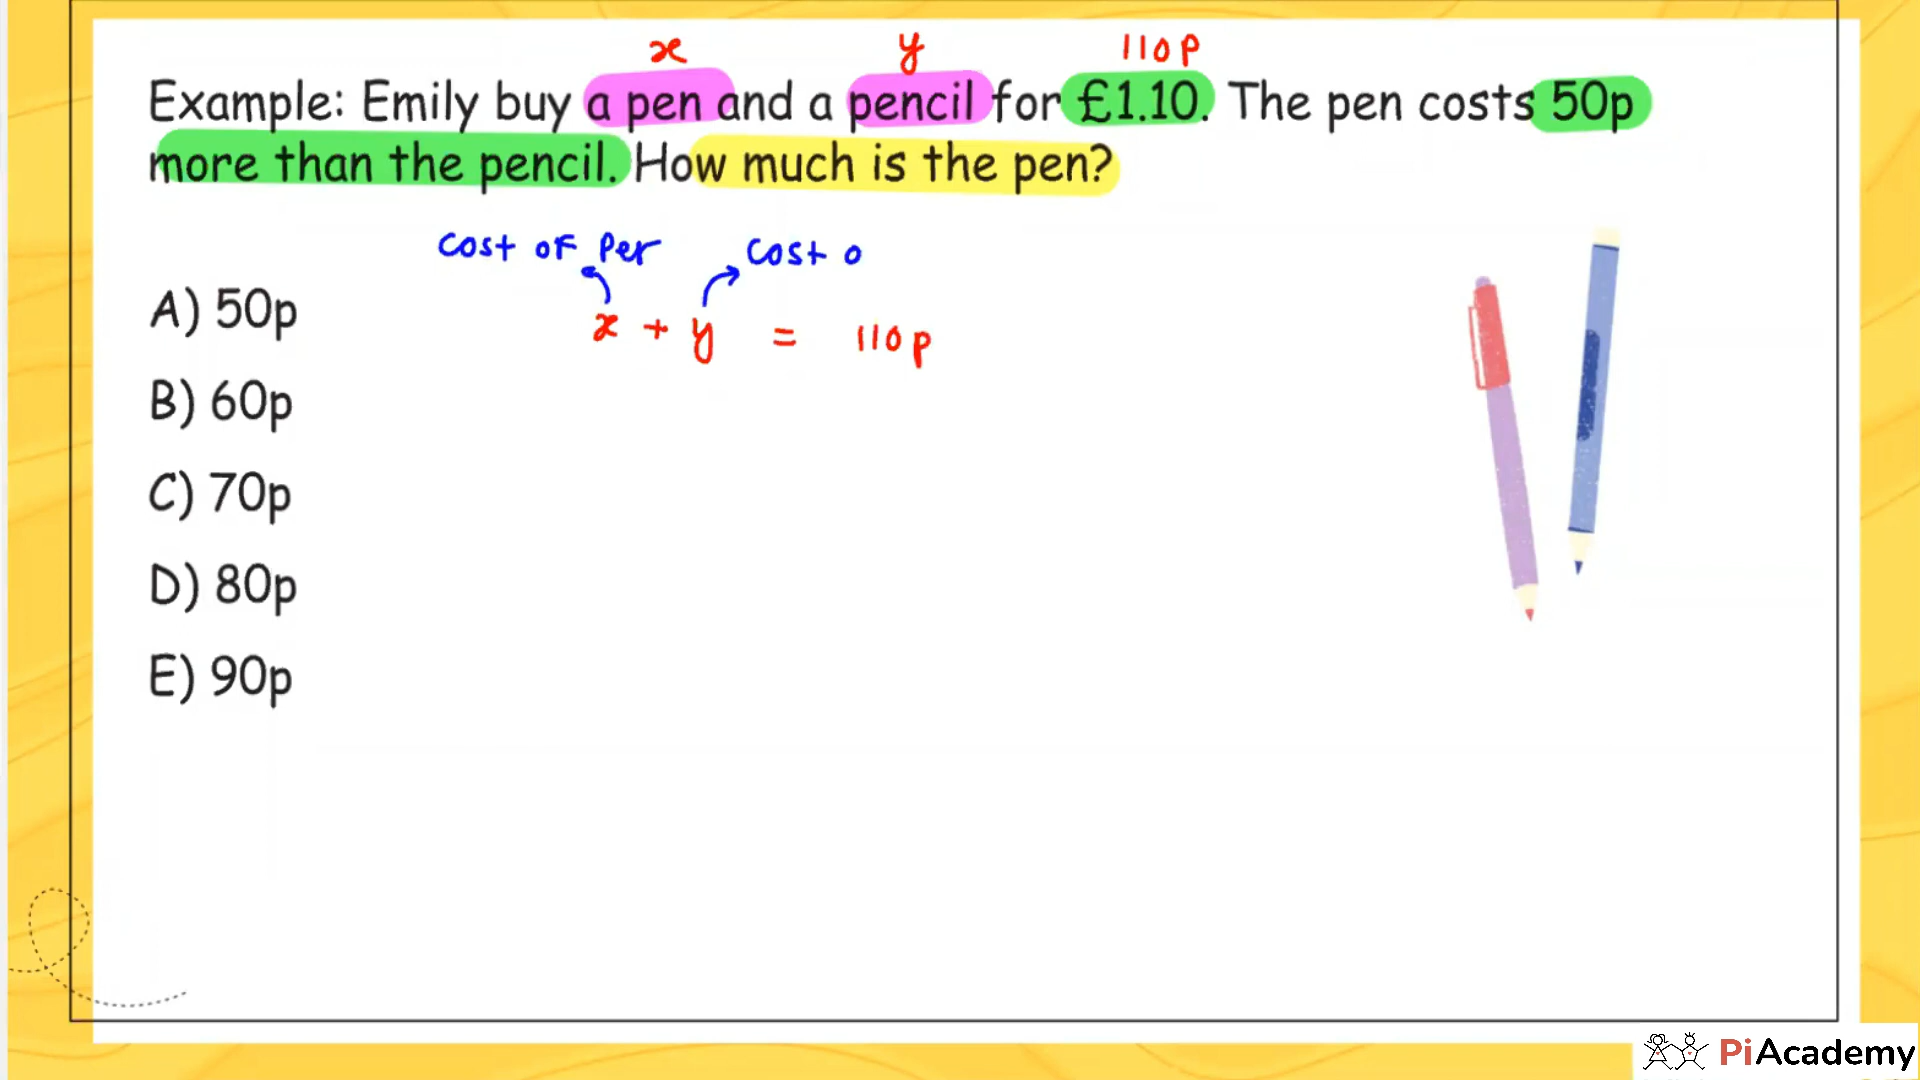 x y 110p
Example: Emily buy a pen and a pencil for £1.10. The pen costs 50p
more than the pencil. How much is the pen?
Cost of Pen Cost o
x + y = 110p
A) 50p
B) 60p
C) 70p
D) 80p
E) 90p
PiAcademy